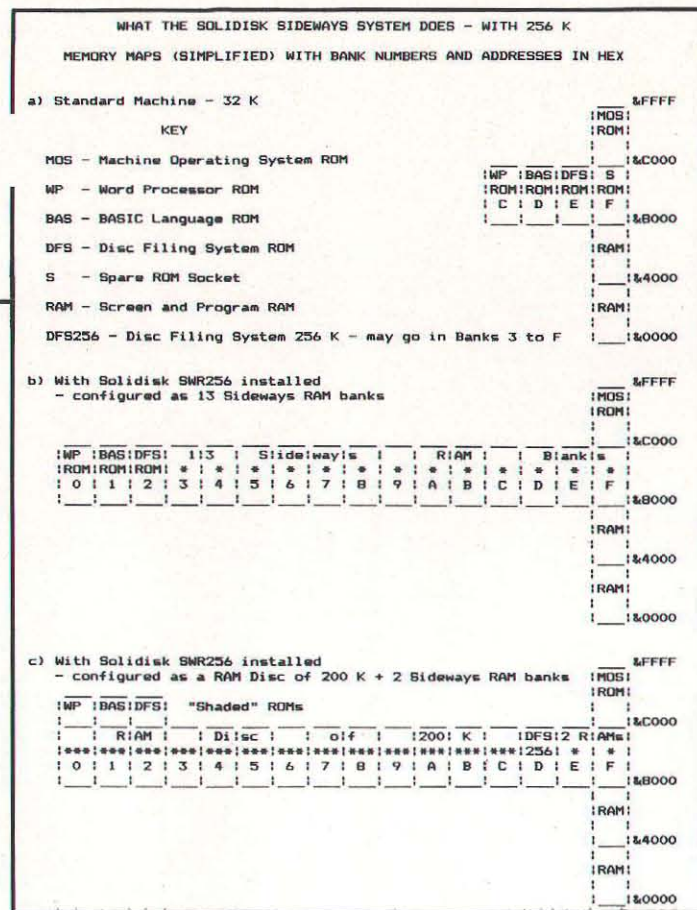 WHAT THE SOLIDISK SIDEWAYS SYSTEM DOES - WITH 256 K
MEMORY MAPS (SIMPLIFIED) WITH BANK NUMBERS AND ADDRESSES IN HEX
a) Standard Machine - 32 K
&FFFF
MOS
KEY
ROM
MOS - Machine Operating System ROM
&C000
WP BAS DFS S
WP - Word Processor ROM
ROM ROM ROM ROM
C D E F
BAS - BASIC Language ROM
&8000
DFS - Disc Filing System ROM
RAM
S - Spare ROM Socket
&4000
RAM - Screen and Program RAM
RAM
DFS256 - Disc Filing System 256 K - may go in Banks 3 to F
&0000
b) With Solidisk SWR256 installed
&FFFF
- configured as 13 Sideways RAM banks
MOS
ROM
&C000
WP BAS DFS 13 Sideways RAM Banks
ROM ROM ROM * * * * * * * * * * * * *
0 1 2 3 4 5 6 7 8 9 A B C D E F
&8000
RAM
&4000
RAM
&0000
c) With Solidisk SWR256 installed
&FFFF
- configured as a RAM Disc of 200 K + 2 Sideways RAM banks
MOS
ROM
WP BAS DFS "Shaded" ROMs
&C000
RAM Disc of 200 K DFS 2 RAMs
*** *** *** *** *** *** *** *** *** *** *** *** *** 256 * *
0 1 2 3 4 5 6 7 8 9 A B C D E F
&8000
RAM
&4000
RAM
&0000